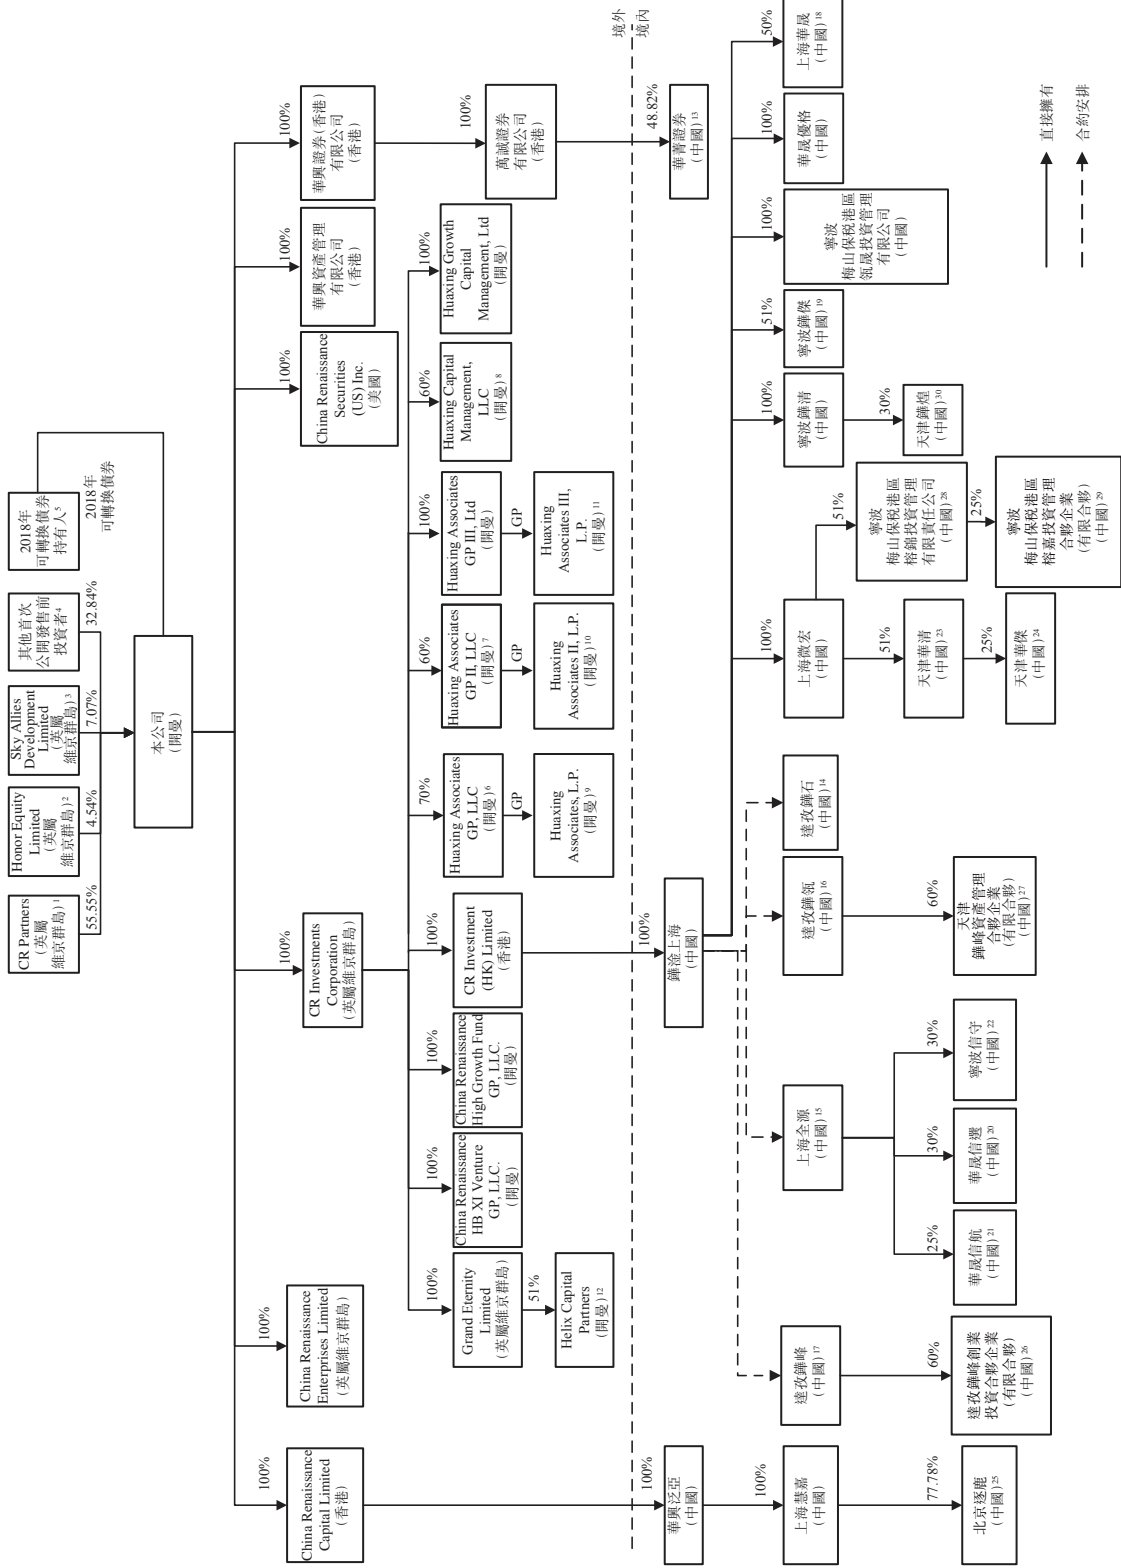 CR Partners
(英屬
維京群島)1
55.55%
Honor Equity
Limited
(英屬
維京群島)2
4.54%
Sky Allies
Development
Limited
(英屬
維京群島)3
7.07%
其他首次
公開發售前
投資者4
32.84%
2018年
可轉換債券
持有人5
2018年
可轉換債券
本公司
(開曼)
100%
China Renaissance
Capital Limited
(香港)
100%
China Renaissance
Enterprises Limited
(英屬維京群島)
100%
CR Investments
Corporation
(英屬維京群島)
100%
China Renaissance
Securities
(US) Inc.
(美國)
100%
華興資產管理
有限公司
(香港)
100%
華興證券(香港)
有限公司
(香港)
100%
萬誠證券
有限公司
(香港)
100%
Grand Eternity
Limited
(英屬維京群島)
51%
Helix Capital
Partners
(開曼)12
100%
China Renaissance
HB XI Venture
GP, LLC.
(開曼)
100%
China Renaissance
High Growth Fund
GP, LLC.
(開曼)
100%
CR Investment
(HK) Limited
(香港)
70%
Huaxing Associates
GP, LLC
(開曼)6
GP
Huaxing
Associates, L.P.
(開曼)9
60%
Huaxing Associates
GP II, LLC
(開曼)7
GP
Huaxing
Associates II, L.P.
(開曼)10
100%
Huaxing Associates
GP III, Ltd
(開曼)
GP
Huaxing
Associates III,
L.P.
(開曼)11
60%
Huaxing Capital
Management,
LLC
(開曼)8
100%
Huaxing Growth
Capital
Management, Ltd
(開曼)
境外
境內
100%
華興泛亞
(中國)
100%
上海慧嘉
(中國)
77.78%
北京逐鹿
(中國)25
100%
鏵淦上海
(中國)
48.82%
華菁證券
(中國)13
達孜鏵峰
(中國)17
60%
達孜鏵峰創業
投資合夥企業
(有限合夥)
(中國)26
上海全源
(中國)15
25%
華晟信航
(中國)21
30%
華晟信選
(中國)20
30%
寧波信守
(中國)22
達孜鏵瓴
(中國)16
60%
天津
鏵峰資產管理
合夥企業
(有限合夥)
(中國)27
達孜鏵石
(中國)14
100%
上海微宏
(中國)
51%
天津華清
(中國)23
25%
天津華傑
(中國)24
51%
寧波
梅山保税港區
榕錦投資管理
有限責任公司
(中國)28
25%
寧波
梅山保税港區
榕嘉投資管理
合夥企業
(有限合夥)
(中國)29
100%
寧波鏵清
(中國)
30%
天津鏵煌
(中國)30
51%
寧波鏵傑
(中國)19
100%
寧波
梅山保税港區
瓴晟投資管理
有限公司
(中國)
100%
華晟優格
(中國)
50%
上海華晟
(中國)18
直接擁有
合約安排